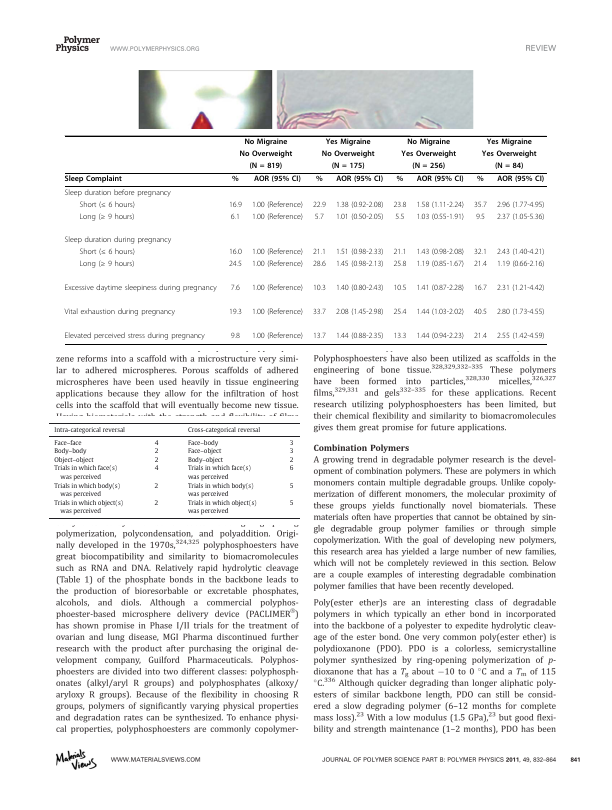 Polymer
Physics
WWW.POLYMERPHYSICS.ORG
REVIEW
No Migraine Yes Migraine No Migraine Yes Migraine
No Overweight No Overweight Yes Overweight Yes Overweight
(N = 819) (N = 175) (N = 256) (N = 84)
Sleep Complaint % AOR (95% CI) % AOR (95% CI) % AOR (95% CI) % AOR (95% CI)
Sleep duration before pregnancy
Short (≤ 6 hours) 16.9 1.00 (Reference) 22.9 1.38 (0.92-2.08) 23.8 1.58 (1.11-2.24) 35.7 2.96 (1.77-4.95)
Long (≥ 9 hours) 6.1 1.00 (Reference) 5.7 1.01 (0.50-2.05) 5.5 1.03 (0.55-1.91) 9.5 2.37 (1.05-5.36)
Sleep duration during pregnancy
Short (≤ 6 hours) 16.0 1.00 (Reference) 21.1 1.51 (0.98-2.33) 21.1 1.43 (0.98-2.08) 32.1 2.43 (1.40-4.21)
Long (≥ 9 hours) 24.5 1.00 (Reference) 28.6 1.45 (0.98-2.13) 25.8 1.19 (0.85-1.67) 21.4 1.19 (0.66-2.16)
Excessive daytime sleepiness during pregnancy 7.6 1.00 (Reference) 10.3 1.40 (0.80-2.43) 10.5 1.41 (0.87-2.28) 16.7 2.31 (1.21-4.42)
Vital exhaustion during pregnancy 19.3 1.00 (Reference) 33.7 2.08 (1.45-2.98) 25.4 1.44 (1.03-2.02) 40.5 2.80 (1.73-4.55)
Elevated perceived stress during pregnancy 9.8 1.00 (Reference) 13.7 1.44 (0.88-2.35) 13.3 1.44 (0.94-2.23) 21.4 2.55 (1.42-4.59)
zene reforms into a scaffold with a microstructure very simi-
lar to adhered microspheres. Porous scaffolds of adhered
microspheres have been used heavily in tissue engineering
applications because they allow for the infiltration of host
cells into the scaffold that will eventually become new tissue.
Intra-categorical reversal Cross-categorical reversal
Face–face 4 Face–body 3
Body–body 2 Face–object 3
Object–object 2 Body–object 2
Trials in which face(s) 4 Trials in which face(s) 6
was perceived was perceived
Trials in which body(s) 2 Trials in which body(s) 5
was perceived was perceived
Trials in which object(s) 2 Trials in which object(s) 5
was perceived was perceived
polymerization, polycondensation, and polyaddition. Origi-
nally developed in the 1970s,324,325 polyphosphoesters have
great biocompatibility and similarity to biomacromolecules
such as RNA and DNA. Relatively rapid hydrolytic cleavage
(Table 1) of the phosphate bonds in the backbone leads to
the production of bioresorbable or excretable phosphates,
alcohols, and diols. Although a commercial polyphos-
phoester-based microsphere delivery device (PACLIMER®)
has shown promise in Phase I/II trials for the treatment of
ovarian and lung disease, MGI Pharma discontinued further
research with the product after purchasing the original de-
velopment company, Guilford Pharmaceuticals. Polyphos-
phoesters are divided into two different classes: polyphosph-
onates (alkyl/aryl R groups) and polyphosphates (alkoxy/
aryloxy R groups). Because of the flexibility in choosing R
groups, polymers of significantly varying physical properties
and degradation rates can be synthesized. To enhance physi-
cal properties, polyphosphoesters are commonly copolymer-
Polyphosphoesters have also been utilized as scaffolds in the
engineering of bone tissue.328,329,332–335 These polymers
have been formed into particles,328,330 micelles,326,327
films,329,331 and gels332–335 for these applications. Recent
research utilizing polyphosphoesters has been limited, but
their chemical flexibility and similarity to biomacromolecules
gives them great promise for future applications.
Combination Polymers
A growing trend in degradable polymer research is the devel-
opment of combination polymers. These are polymers in which
monomers contain multiple degradable groups. Unlike copoly-
merization of different monomers, the molecular proximity of
these groups yields functionally novel biomaterials. These
materials often have properties that cannot be obtained by sin-
gle degradable group polymer families or through simple
copolymerization. With the goal of developing new polymers,
this research area has yielded a large number of new families,
which will not be completely reviewed in this section. Below
are a couple examples of interesting degradable combination
polymer families that have been recently developed.
Poly(ester ether)s are an interesting class of degradable
polymers in which typically an ether bond in incorporated
into the backbone of a polyester to expedite hydrolytic cleav-
age of the ester bond. One very common poly(ester ether) is
polydioxanone (PDO). PDO is a colorless, semicrystalline
polymer synthesized by ring-opening polymerization of p-
dioxanone that has a Tg about −10 to 0 °C and a Tm of 115
°C.336 Although quicker degrading than longer aliphatic poly-
esters of similar backbone length, PDO can still be consid-
ered a slow degrading polymer (6–12 months for complete
mass loss).23 With a low modulus (1.5 GPa),23 but good flexi-
bility and strength maintenance (1–2 months), PDO has been
Materials
Views
WWW.MATERIALSVIEWS.COM
JOURNAL OF POLYMER SCIENCE PART B: POLYMER PHYSICS 2011, 49, 832–864 841